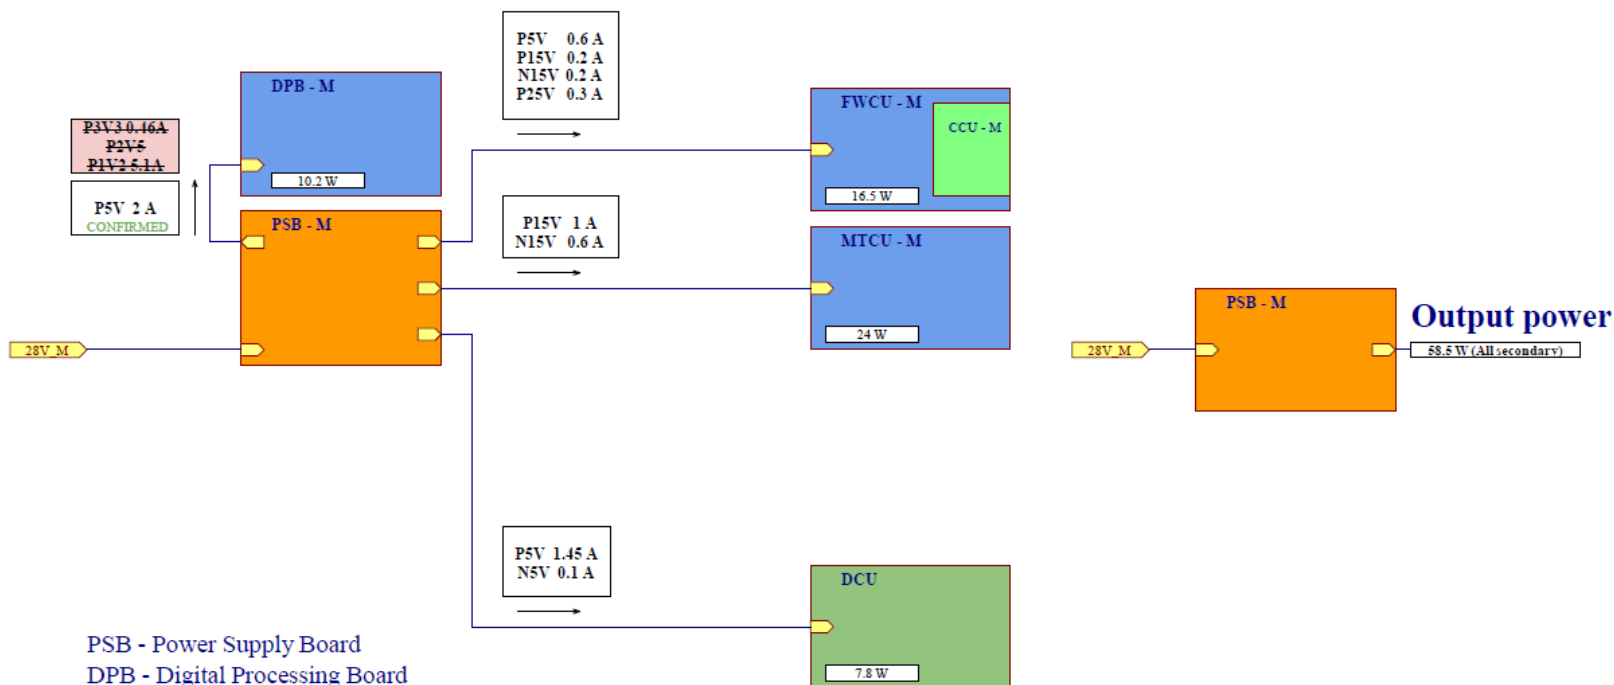 P5V 0.6 A
P15V 0.2 A
N15V 0.2 A
P25V 0.3 A
DPB - M
10.2 W
P3V3 0.46A
P2V5
P1V2 5.1A
P5V 2 A
CONFIRMED
PSB - M
28V_M
P15V 1 A
N15V 0.6 A
FWCU - M
CCU - M
16.5 W
MTCU - M
24 W
PSB - M
28V_M
Output power
58.5 W (All secondary)
P5V 1.45 A
N5V 0.1 A
DCU
7.8 W
PSB - Power Supply Board
DPB - Digital Processing Board